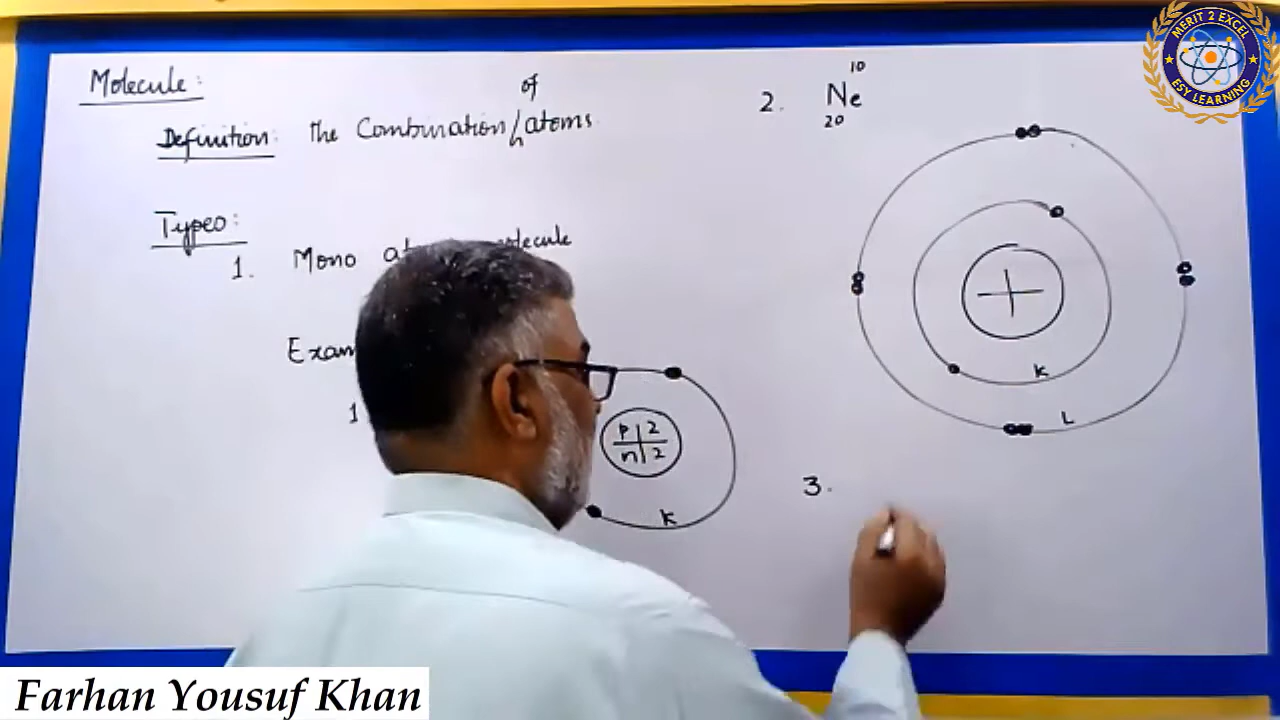 Molecule:
of
Definition: The Combination atoms.
Types:
1. Mono molecule
1
P 2
n 2
K
2. Ne
10
20
K
L
3.
MERIT 2 EXCEL
ESY LEARNING
Farhan Yousuf Khan